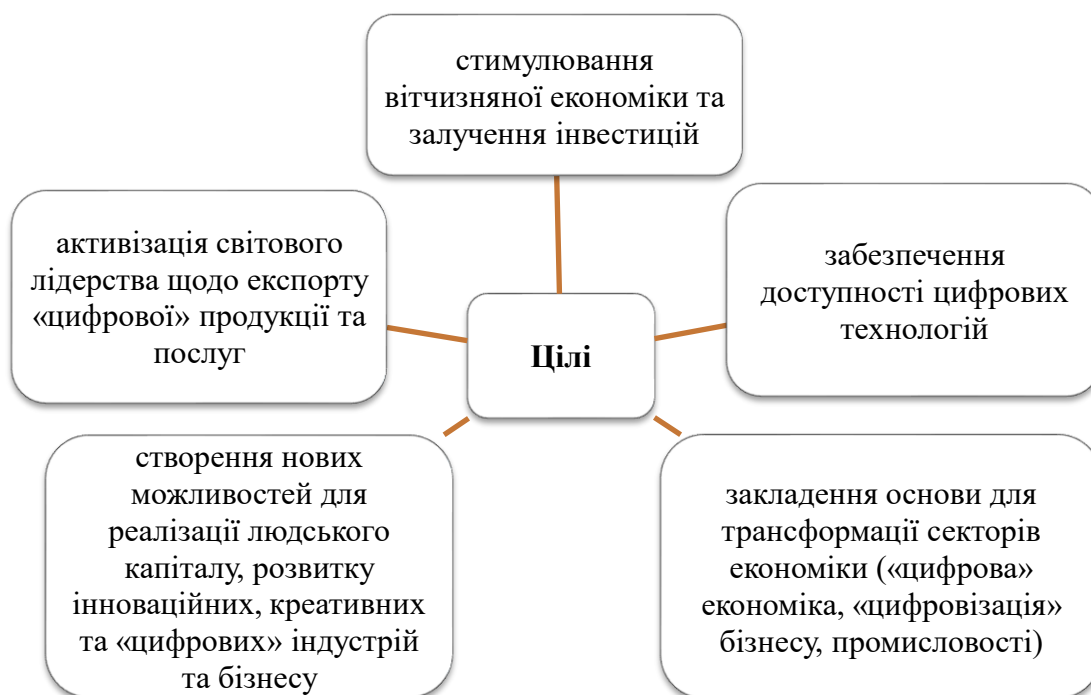 стимулювання
вітчизняної економіки та
залучення інвестицій
активізація світового
лідерства щодо експорту
«цифрової» продукції та
послуг
забезпечення
доступності цифрових
технологій
Цілі
створення нових
можливостей для
реалізації людського
капіталу, розвитку
інноваційних, креативних
та «цифрових» індустрій
та бізнесу
закладення основи для
трансформації секторів
економіки («цифрова»
економіка, «цифровізація»
бізнесу, промисловості)